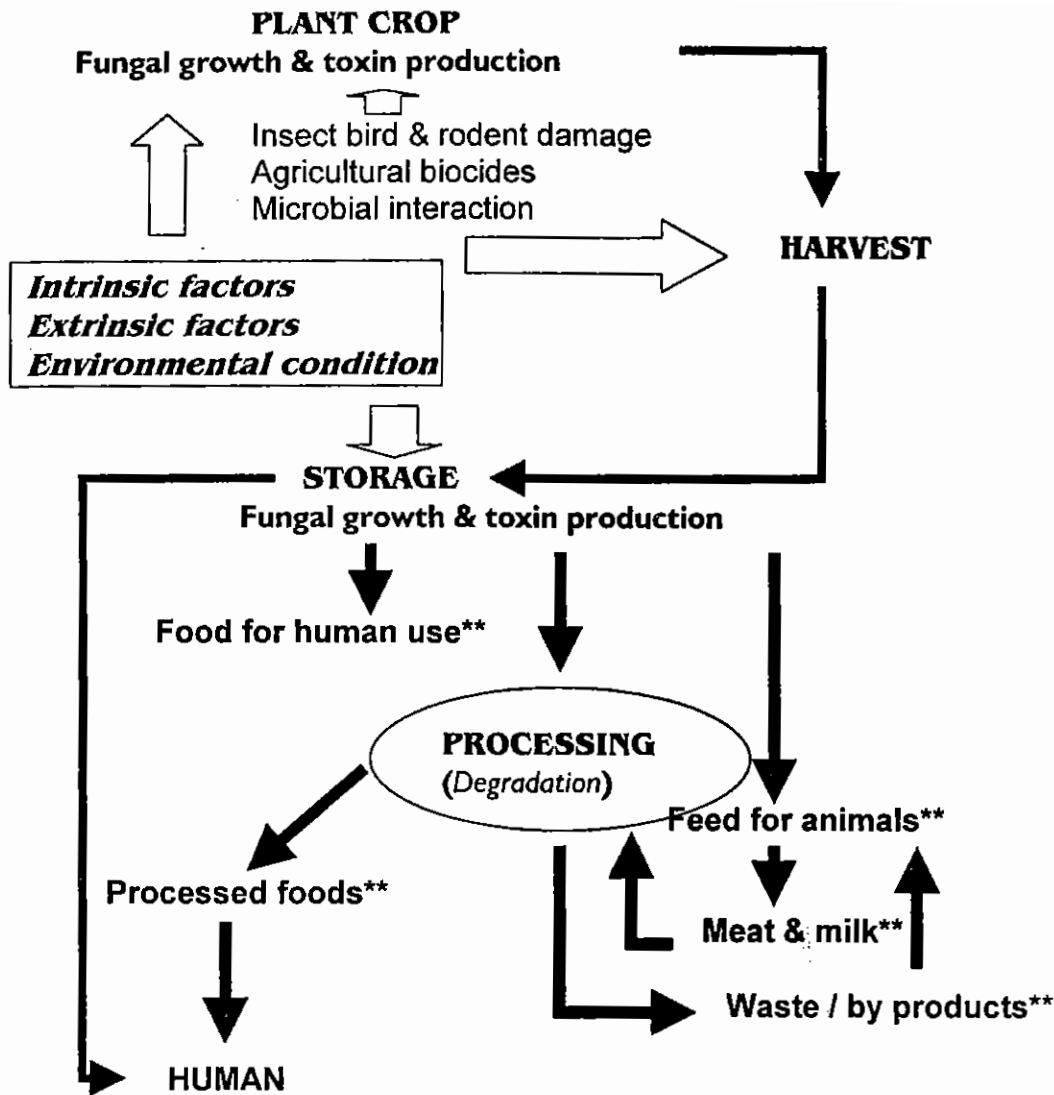 PLANT CROP
Fungal growth & toxin production
Insect bird & rodent damage
Agricultural biocides
Microbial interaction
HARVEST
Intrinsic factors
Extrinsic factors
Environmental condition
STORAGE
Fungal growth & toxin production
Food for human use**
PROCESSING
(Degradation)
Feed for animals**
Processed foods**
Meat & milk**
Waste / by products**
HUMAN